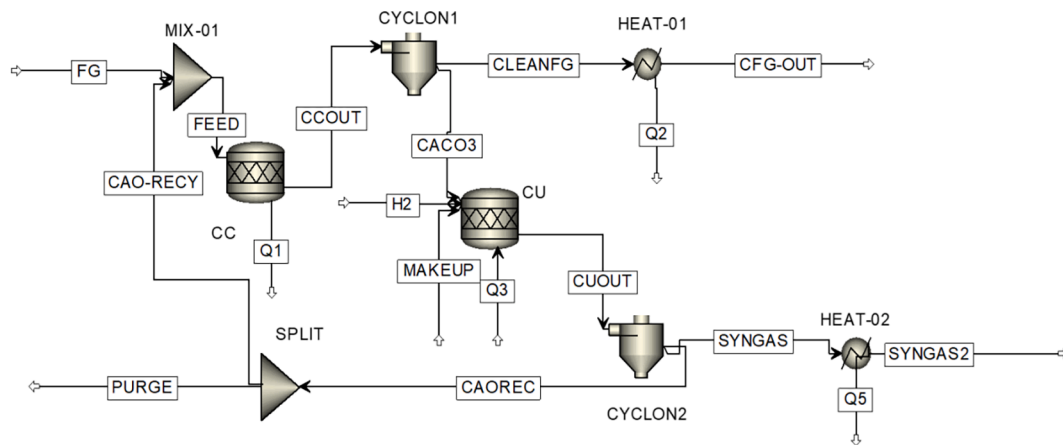 CYCLON1
HEAT-01
MIX-01
FG
CLEANFG
CFG-OUT
FEED
CCOUT
Q2
CACO3
CAO-RECY
CU
H2
CC
Q1
MAKEUP
Q3
CUOUT
SPLIT
SYNGAS
HEAT-02
SYNGAS2
PURGE
CAOREC
Q5
CYCLON2